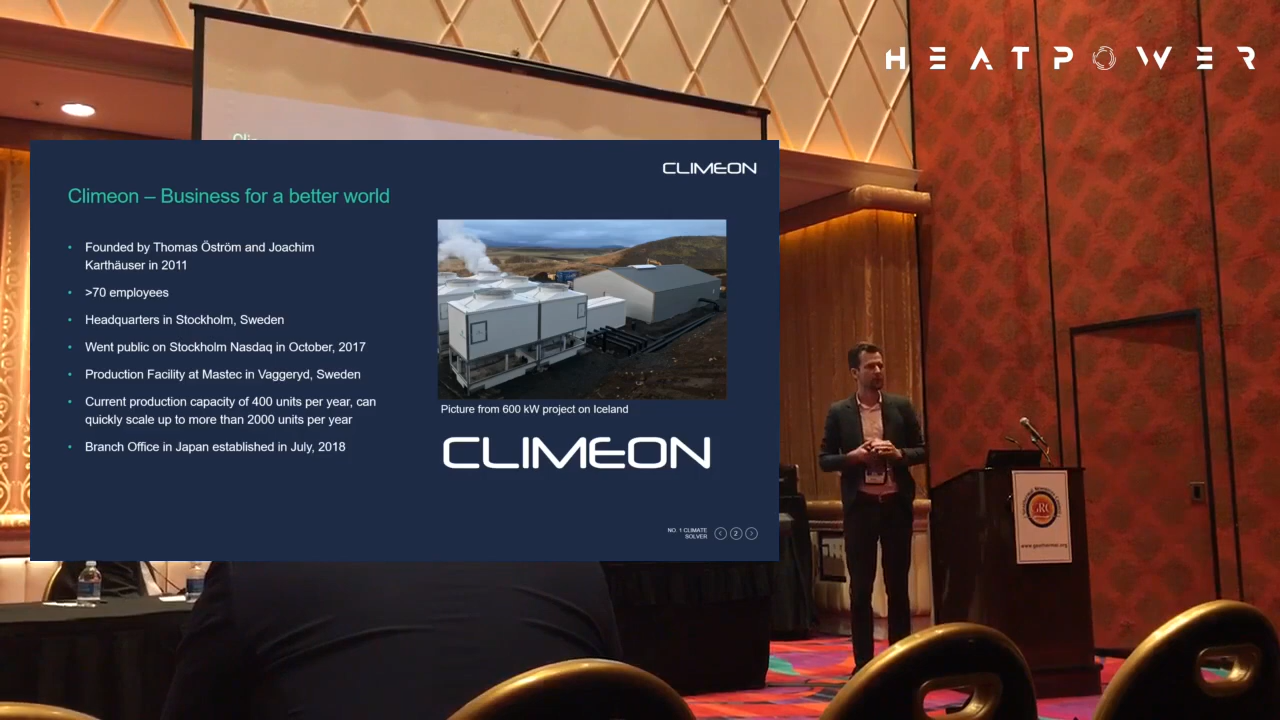 HEATPOWER
CLIMEON
Climeon – Business for a better world
• Founded by Thomas Öström and Joachim
Karthäuser in 2011
• >70 employees
• Headquarters in Stockholm, Sweden
• Went public on Stockholm Nasdaq in October, 2017
• Production Facility at Mastec in Vaggeryd, Sweden
• Current production capacity of 400 units per year, can
quickly scale up to more than 2000 units per year
• Branch Office in Japan established in July, 2018
Picture from 600 kW project on Iceland
CLIMEON
NO. 1 CLIMATE
SOLVER
2
GRC
www.geothermal.org